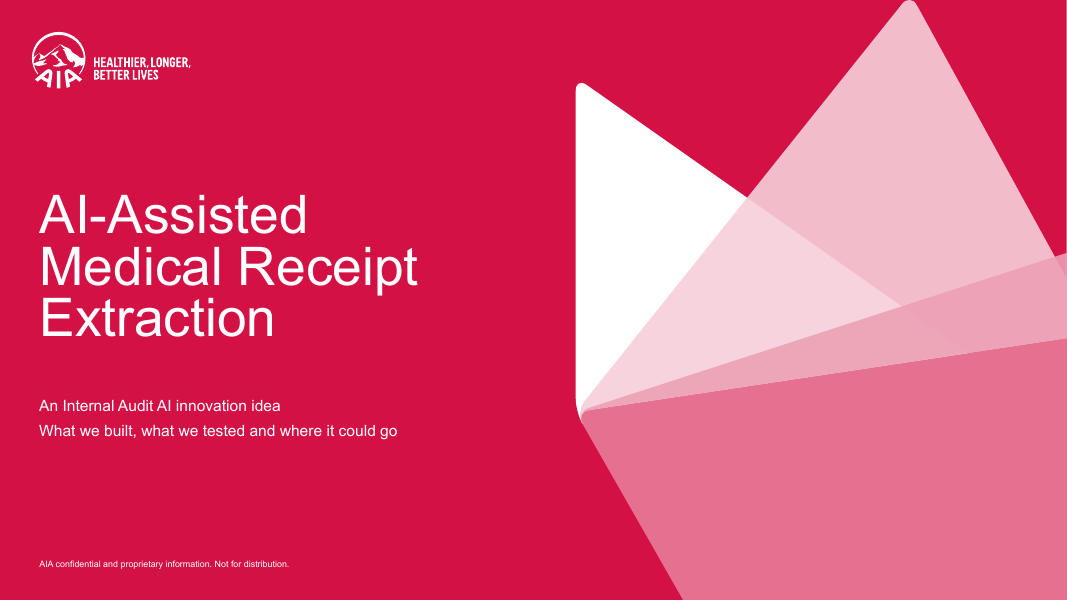 AIA
HEALTHIER, LONGER,
BETTER LIVES
AI-Assisted
Medical Receipt
Extraction
An Internal Audit AI innovation idea
What we built, what we tested and where it could go
AIA confidential and proprietary information. Not for distribution.